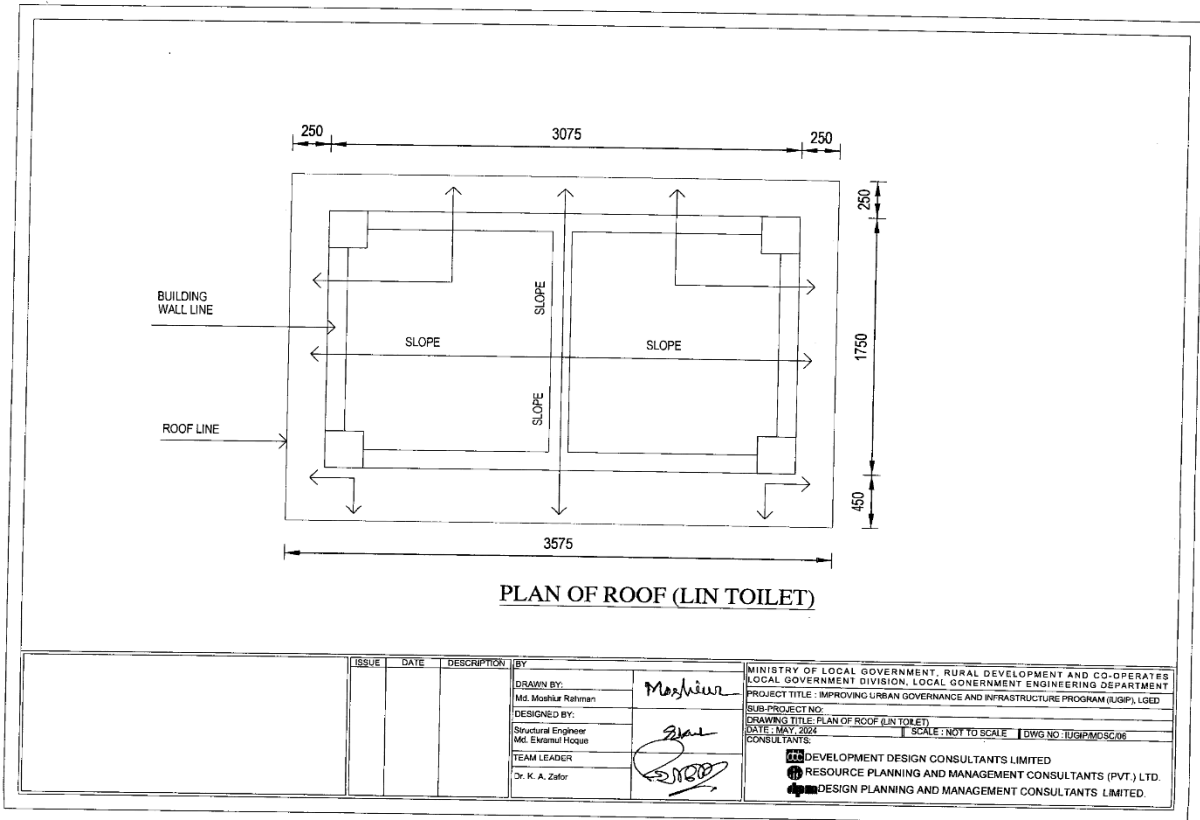 250
3075
250
250
BUILDING
WALL LINE
SLOPE
SLOPE
SLOPE
1750
ROOF LINE
SLOPE
450
3575
PLAN OF ROOF (LIN TOILET)
ISSUE DATE DESCRIPTION BY
DRAWN BY:
Md. Moshiur Rahman
Moshiur
DESIGNED BY:
Structural Engineer
Md. Ekramul Hoque
TEAM LEADER
Dr. K. A. Zafor
MINISTRY OF LOCAL GOVERNMENT, RURAL DEVELOPMENT AND CO-OPERATES
LOCAL GOVERNMENT DIVISION, LOCAL GONERNMENT ENGINEERING DEPARTMENT
PROJECT TITLE : IMPROVING URBAN GOVERNANCE AND INFRASTRUCTURE PROGRAM (IUGIP), LGED
SUB-PROJECT NO:
DRAWING TITLE: PLAN OF ROOF (LIN TOILET)
DATE : MAY, 2024 SCALE : NOT TO SCALE DWG NO : IUGIP/MDSC/06
CONSULTANTS:
ddc DEVELOPMENT DESIGN CONSULTANTS LIMITED
RESOURCE PLANNING AND MANAGEMENT CONSULTANTS (PVT.) LTD.
dpm DESIGN PLANNING AND MANAGEMENT CONSULTANTS LIMITED.